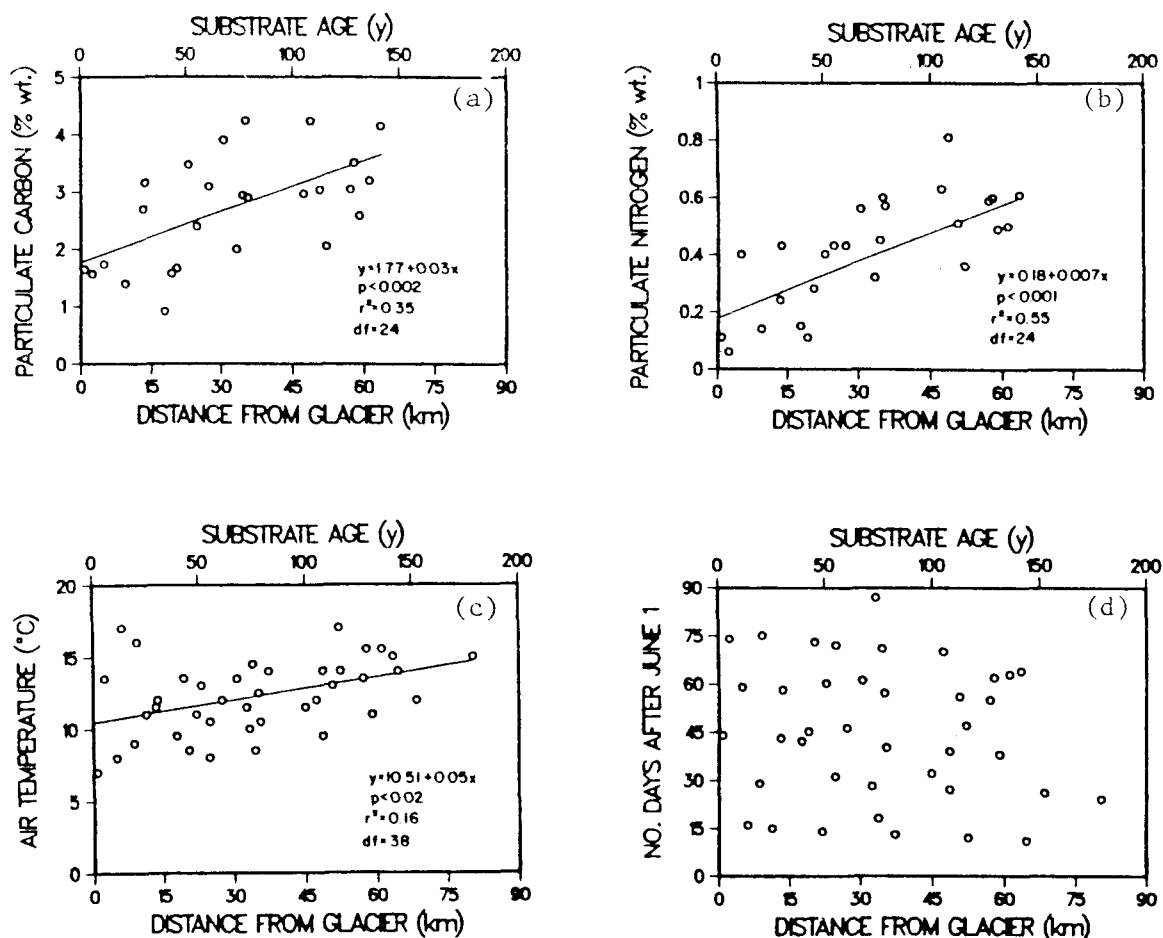 SUBSTRATE AGE (y)
0 50 100 150 200
(a)
PARTICULATE CARBON (% wt.)
5
4
3
2
1
0
y=1.77+0.03x
p<0.002
r²=0.35
df=24
0 15 30 45 60 75 90
DISTANCE FROM GLACIER (km)
SUBSTRATE AGE (y)
0 50 100 150 200
(b)
PARTICULATE NITROGEN (% wt.)
1
0.8
0.6
0.4
0.2
0
y=0.18+0.007x
p<0.001
r²=0.55
df=24
0 15 30 45 60 75 90
DISTANCE FROM GLACIER (km)
SUBSTRATE AGE (y)
0 50 100 150 200
(c)
AIR TEMPERATURE (°C)
20
15
10
5
0
y=10.51+0.05x
p<0.02
r²=0.16
df=38
0 15 30 45 60 75 90
DISTANCE FROM GLACIER (km)
SUBSTRATE AGE (y)
0 50 100 150 200
(d)
NO. DAYS AFTER JUNE 1
90
75
60
45
30
15
0
0 15 30 45 60 75 90
DISTANCE FROM GLACIER (km)